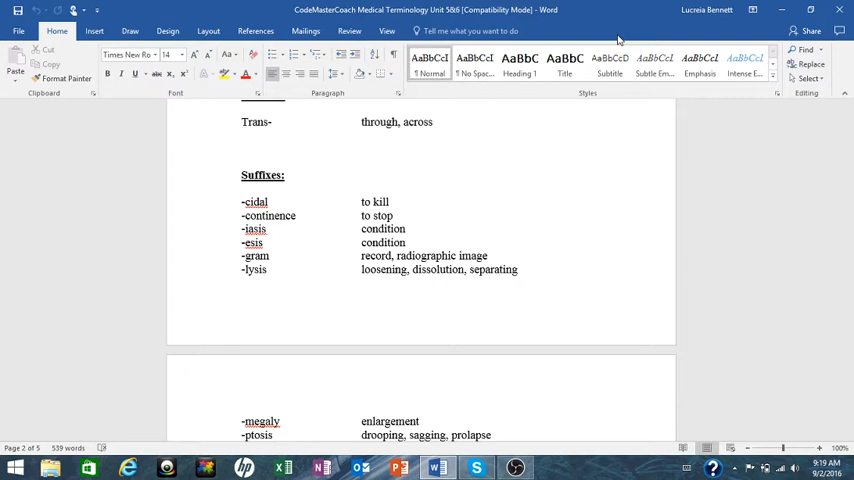 CodeMasterCoach Medical Terminology Unit 5&6 [Compatibility Mode] - Word
Lucreia Bennett
File Home Insert Draw Design Layout References Mailings Review View Tell me what you want to do Share
Paste
Cut
Copy
Format Painter
Clipboard
Times New Ro 14
B I U abc x₂ x²
Font
Paragraph
AaBbCcI AaBbCcI AaBbC AaBbC AaBbCcD AaBbCcI AaBbCcI AaBbCcI
¶ Normal ¶ No Spac... Heading 1 Title Subtitle Subtle Em... Emphasis Intense E...
Styles
Find
Replace
Select
Editing
Trans- through, across
Suffixes:
-cidal to kill
-continence to stop
-iasis condition
-esis condition
-gram record, radiographic image
-lysis loosening, dissolution, separating
-megaly enlargement
-ptosis drooping, sagging, prolapse
Page 2 of 5 539 words 100%
9:19 AM
9/2/2016